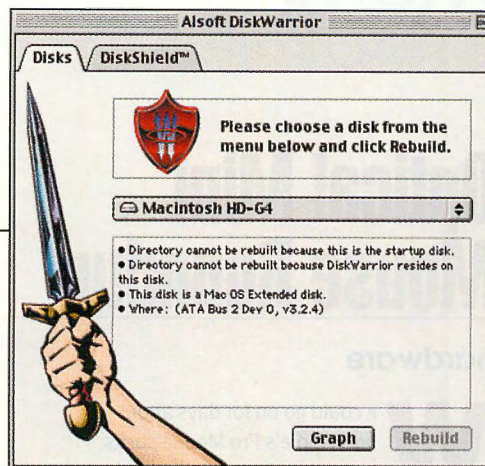 Alsoft DiskWarrior
Disks
DiskShield™
Please choose a disk from the
menu below and click Rebuild.
Macintosh HD-G4
• Directory cannot be rebuilt because this is the startup disk.
• Directory cannot be rebuilt because DiskWarrior resides on
this disk.
• This disk is a Mac OS Extended disk.
• Where: (ATA Bus 2 Dev 0, v3.2.4)
Graph
Rebuild